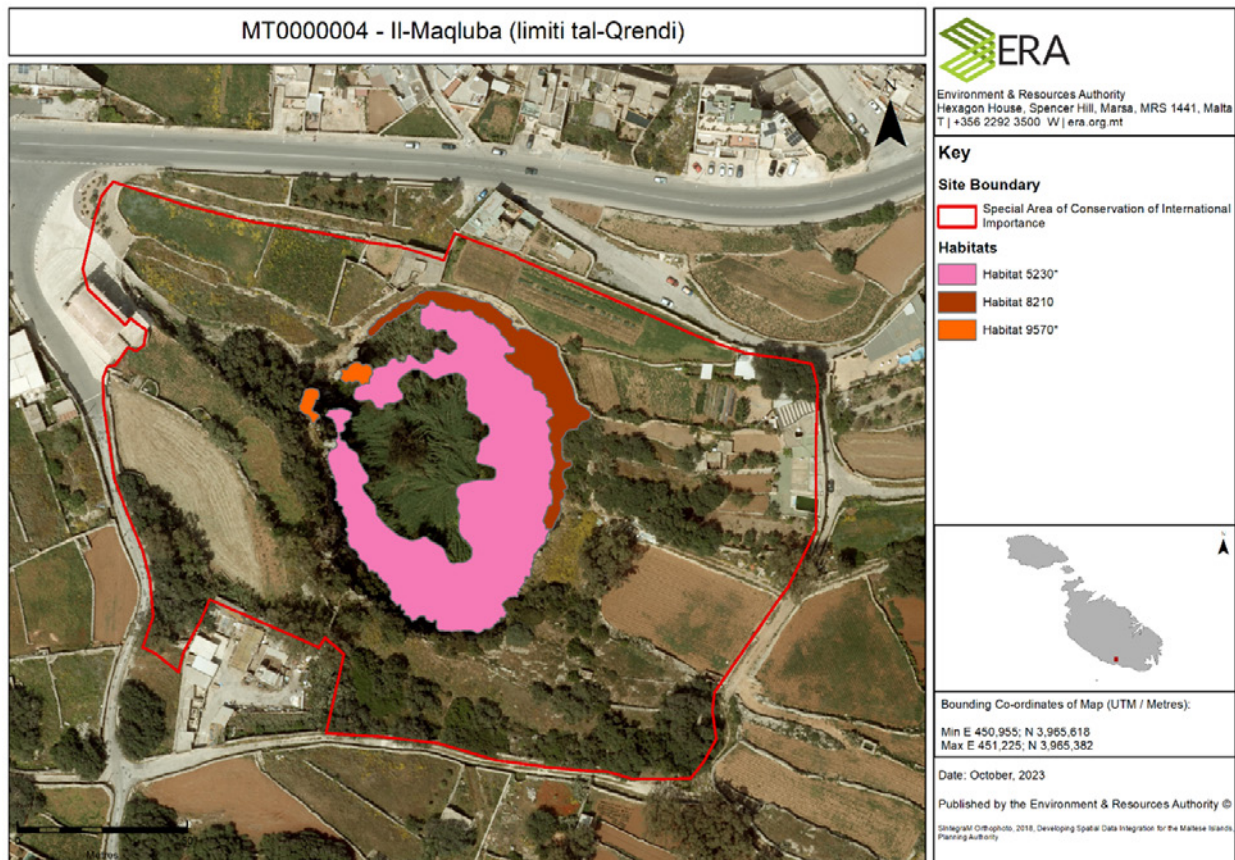 MT0000004 - Il-Maqluba (limiti tal-Qrendi)
ERA
Environment & Resources Authority
Hexagon House, Spencer Hill, Marsa, MRS 1441, Malta
T | +356 2292 3500 W | era.org.mt
Key
Site Boundary
Special Area of Conservation of International
Importance
Habitats
Habitat 5230*
Habitat 8210
Habitat 9570*
Bounding Co-ordinates of Map (UTM / Metres):
Min E 450,955; N 3,965,618
Max E 451,225; N 3,965,382
Date: October, 2023
Published by the Environment & Resources Authority ©
SIntegraM Orthophoto, 2018, Developing Spatial Data Integration for the Maltese Islands,
Planning Authority
0
Metres